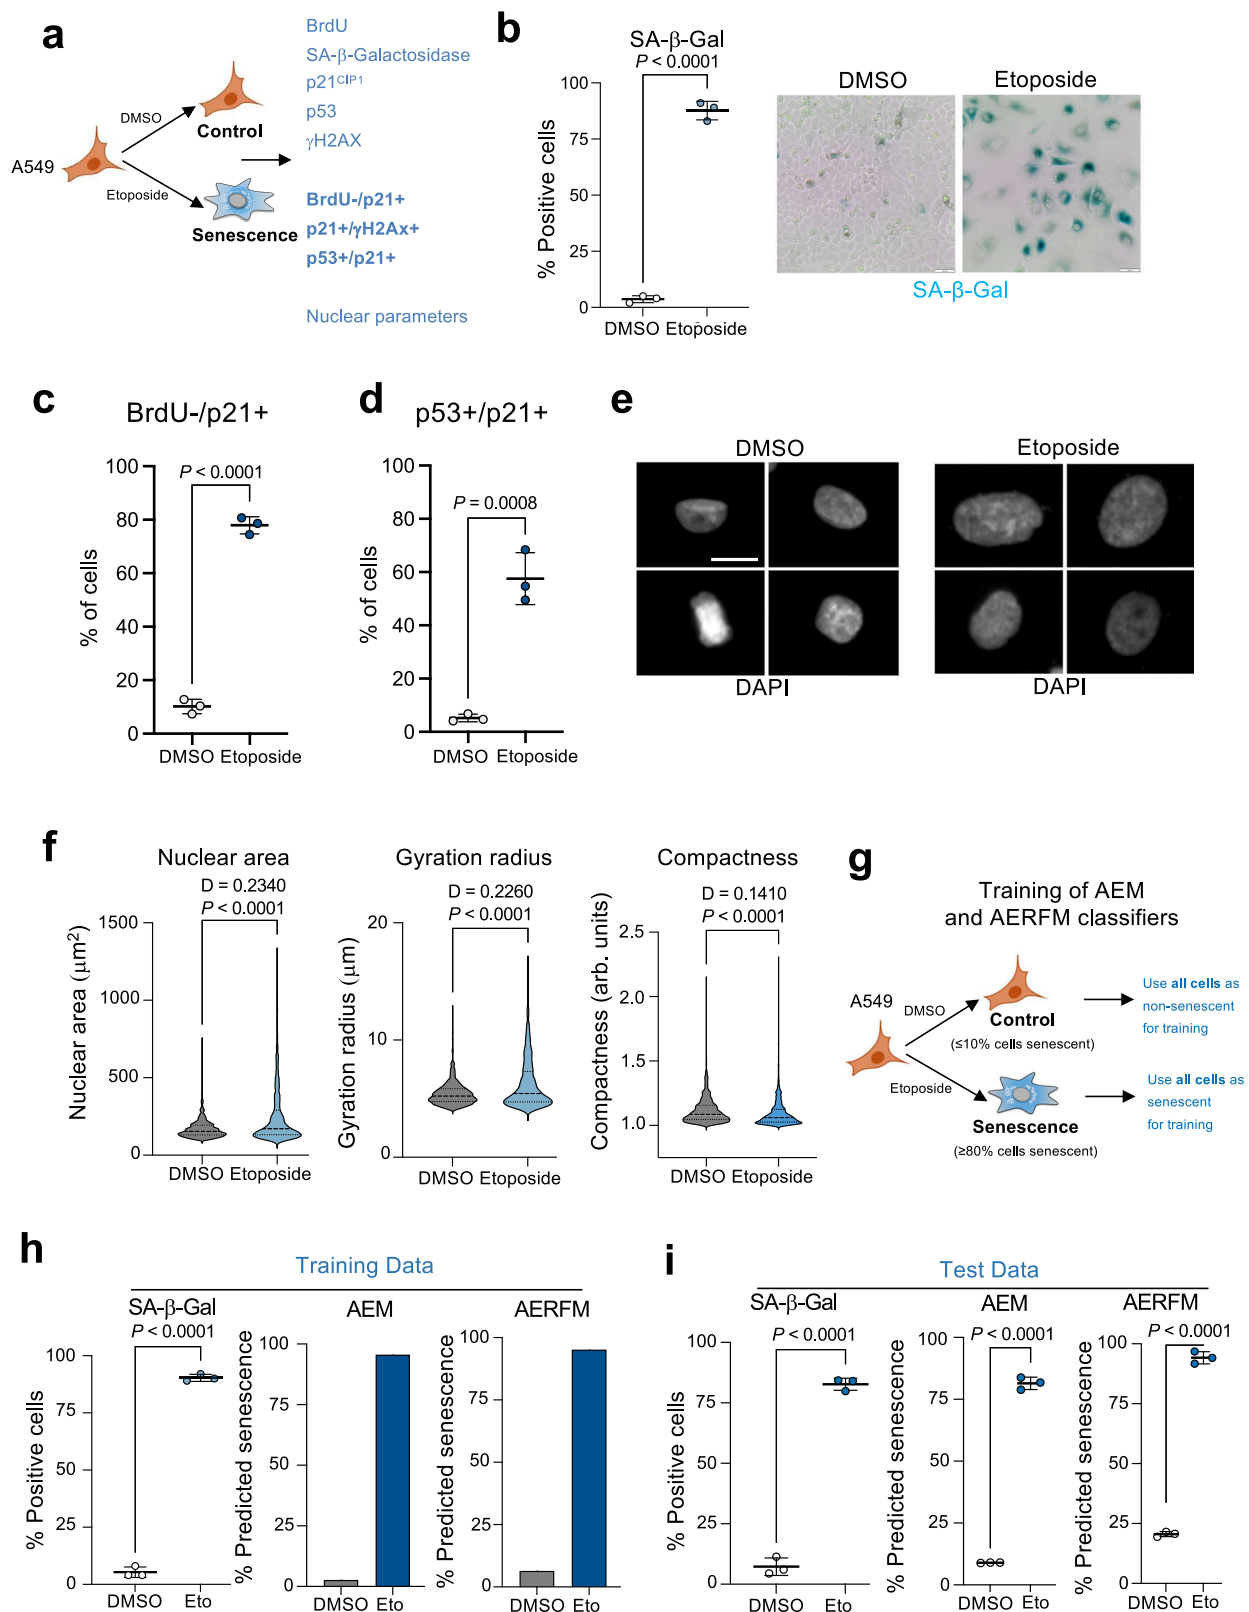 a
BrdU
SA-β-Galactosidase
p21CIP1
p53
γH2AX
DMSO
Control
A549
Etoposide
Senescence
BrdU-/p21+
p21+/γH2Ax+
p53+/p21+
Nuclear parameters
b
SA-β-Gal
P < 0.0001
% Positive cells
100
75
50
25
0
DMSO Etoposide
DMSO
Etoposide
SA-β-Gal
c
BrdU-/p21+
P < 0.0001
% of cells
100
80
60
40
20
0
DMSO Etoposide
d
p53+/p21+
P = 0.0008
% of cells
100
80
60
40
20
0
DMSO Etoposide
e
DMSO
Etoposide
DAPI
DAPI
f
Nuclear area
D = 0.2340
P < 0.0001
Nuclear area (μm2)
1500
1000
500
0
DMSO Etoposide
Gyration radius
D = 0.2260
P < 0.0001
Gyration radius (μm)
20
10
0
DMSO Etoposide
Compactness
D = 0.1410
P < 0.0001
Compactness (arb. units)
2.5
2.0
1.5
1.0
DMSO Etoposide
g
Training of AEM
and AERFM classifiers
A549
DMSO
Control
(≤10% cells senescent)
Use all cells as
non-senescent
for training
Etoposide
Senescence
(≥80% cells senescent)
Use all cells as
senescent
for training
h
Training Data
SA-β-Gal
P < 0.0001
% Positive cells
100
75
50
25
0
DMSO Eto
AEM
% Predicted senescence
100
75
50
25
0
DMSO Eto
AERFM
% Predicted senescence
100
75
50
25
0
DMSO Eto
i
Test Data
SA-β-Gal
P < 0.0001
% Positive cells
100
75
50
25
0
DMSO Eto
AEM
P < 0.0001
% Predicted senescence
100
75
50
25
0
DMSO Eto
AERFM
P < 0.0001
% Predicted senescence
100
75
50
25
0
DMSO Eto